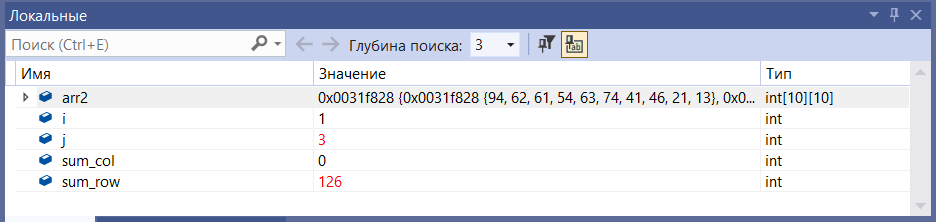 Локальные
Поиск (Ctrl+E) Глубина поиска: 3
Имя Значение Тип
arr2 0x0031f828 {0x0031f828 {94, 62, 61, 54, 63, 74, 41, 46, 21, 13}, 0x0... int[10][10]
i 1 int
j 3 int
sum_col 0 int
sum_row 126 int